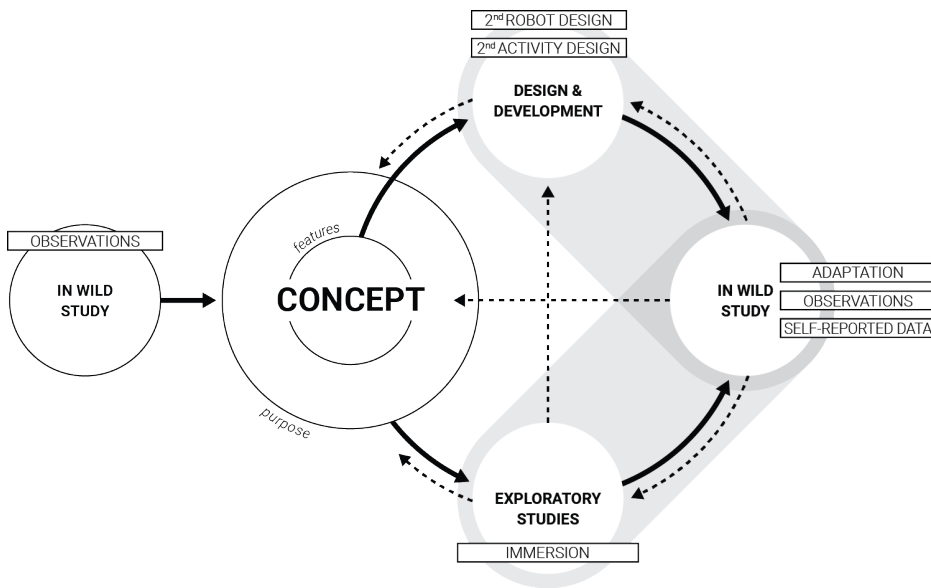 2nd ROBOT DESIGN
2nd ACTIVITY DESIGN
DESIGN &
DEVELOPMENT
OBSERVATIONS
IN WILD
STUDY
features
CONCEPT
purpose
IN WILD
STUDY
ADAPTATION
OBSERVATIONS
SELF-REPORTED DATA
EXPLORATORY
STUDIES
IMMERSION